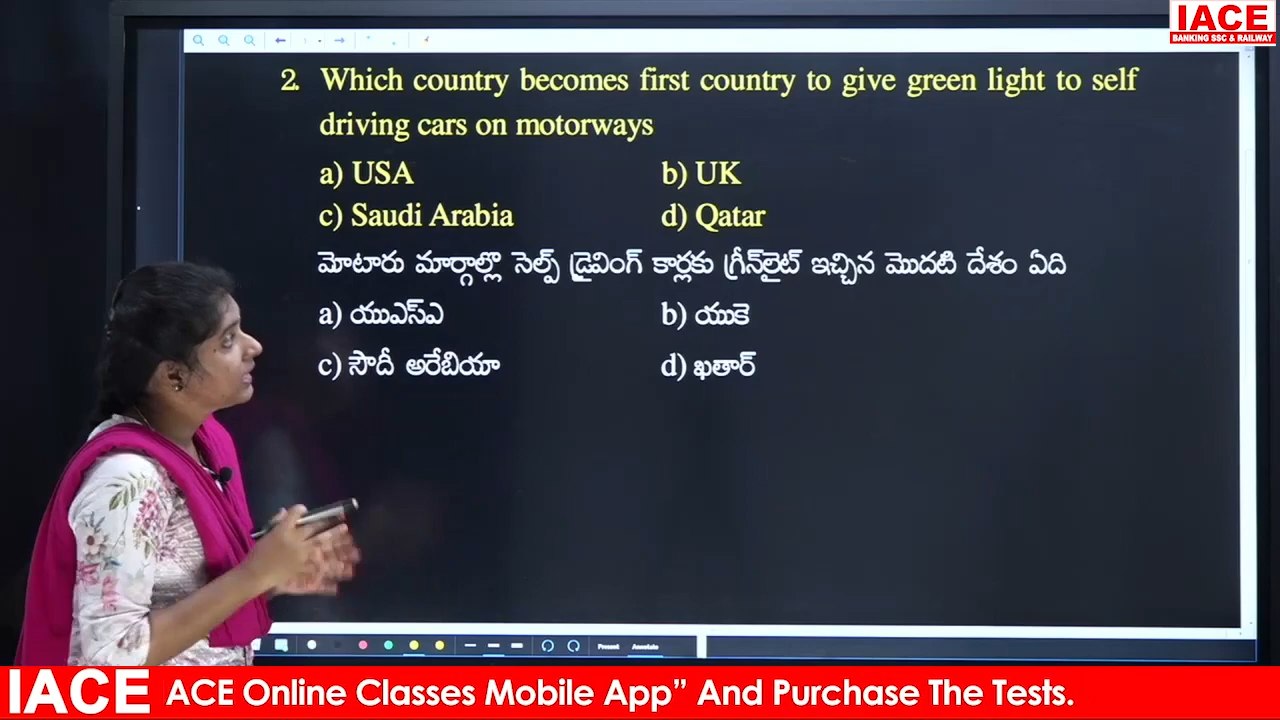 IACE
BANKING SSC & RAILWAY
2. Which country becomes first country to give green light to self
driving cars on motorways
a) USA b) UK
c) Saudi Arabia d) Qatar
మోటారు మార్గాల్లొ సెల్ప్ డ్రైవింగ్ కార్లకు గ్రీన్‌లైట్ ఇచ్చిన మొదటి దేశం ఏది
a) యుఎస్ఎ b) యుకె
c) సౌదీ అరేబియా d) ఖతార్
Present Annotate
IACE ACE Online Classes Mobile App” And Purchase The Tests.